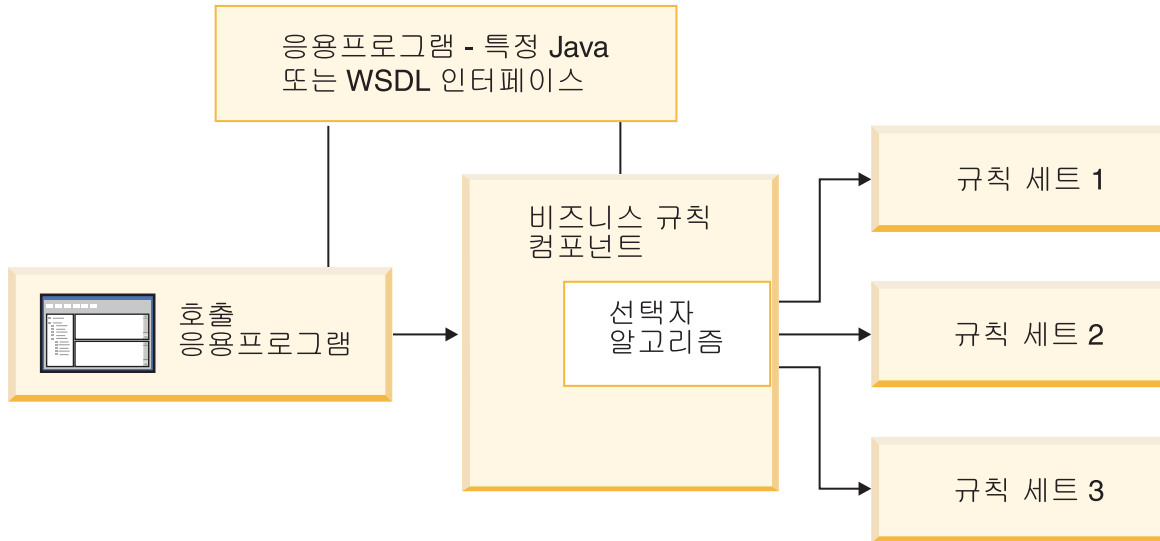 응용프로그램 - 특정 Java
또는 WSDL 인터페이스
호출
응용프로그램
비즈니스 규칙
컴포넌트
선택자
알고리즘
규칙 세트 1
규칙 세트 2
규칙 세트 3